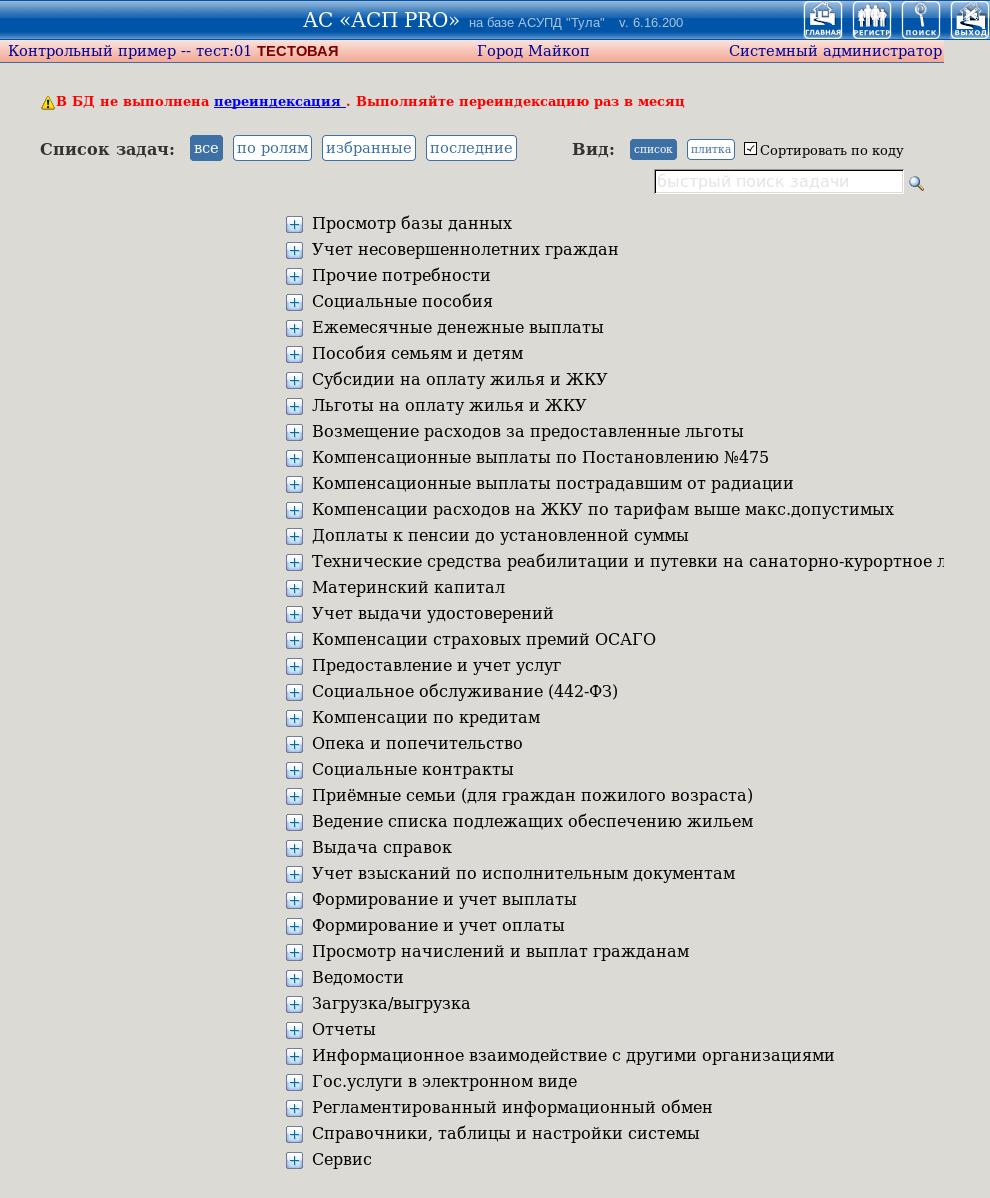 АС «АСП PRO» на базе АСУПД "Тула" v. 6.16.200 ГЛАВНАЯ РЕГИСТР ПОИСК ВЫХОД
Контрольный пример -- тест:01 ТЕСТОВАЯ Город Майкоп Системный администратор
В БД не выполнена переиндексация . Выполняйте переиндексацию раз в месяц
Список задач: все по ролям избранные последние Вид: список плитка Сортировать по коду
быстрый поиск задачи
Просмотр базы данных
Учет несовершеннолетних граждан
Прочие потребности
Социальные пособия
Ежемесячные денежные выплаты
Пособия семьям и детям
Субсидии на оплату жилья и ЖКУ
Льготы на оплату жилья и ЖКУ
Возмещение расходов за предоставленные льготы
Компенсационные выплаты по Постановлению №475
Компенсационные выплаты пострадавшим от радиации
Компенсации расходов на ЖКУ по тарифам выше макс.допустимых
Доплаты к пенсии до установленной суммы
Технические средства реабилитации и путевки на санаторно-курортное л
Материнский капитал
Учет выдачи удостоверений
Компенсации страховых премий ОСАГО
Предоставление и учет услуг
Социальное обслуживание (442-ФЗ)
Компенсации по кредитам
Опека и попечительство
Социальные контракты
Приёмные семьи (для граждан пожилого возраста)
Ведение списка подлежащих обеспечению жильем
Выдача справок
Учет взысканий по исполнительным документам
Формирование и учет выплаты
Формирование и учет оплаты
Просмотр начислений и выплат гражданам
Ведомости
Загрузка/выгрузка
Отчеты
Информационное взаимодействие с другими организациями
Гос.услуги в электронном виде
Регламентированный информационный обмен
Справочники, таблицы и настройки системы
Сервис